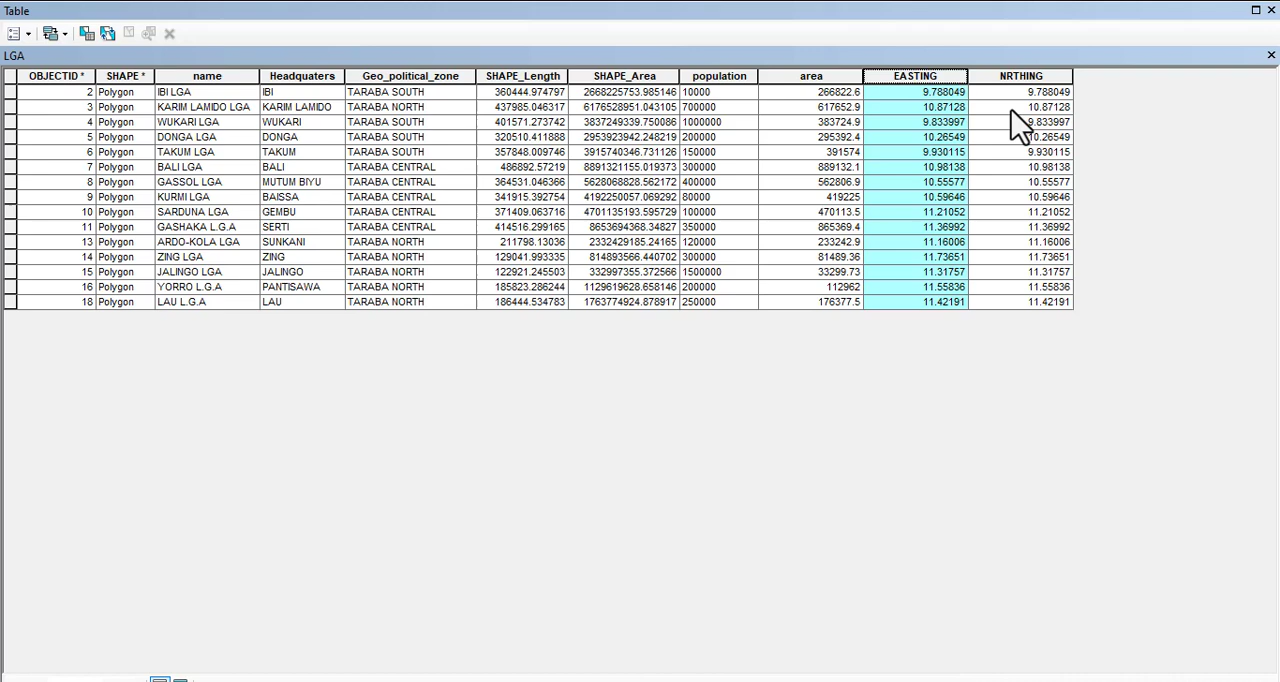 Table
LGA
OBJECTID * SHAPE * name Headquaters Geo_political_zone SHAPE_Length SHAPE_Area population area EASTING NRTHING
2 Polygon IBI LGA IBI TARABA SOUTH 360444.974797 2668225753.985146 10000 266822.6 9.788049 9.788049
3 Polygon KARIM LAMIDO LGA KARIM LAMIDO TARABA NORTH 437985.046317 6176528951.043105 700000 617652.9 10.87128 10.87128
4 Polygon WUKARI LGA WUKARI TARABA SOUTH 401571.273742 3837249339.750086 1000000 383724.9 9.833997 9.833997
5 Polygon DONGA LGA DONGA TARABA SOUTH 320510.411888 2953923942.248219 200000 295392.4 10.26549 10.26549
6 Polygon TAKUM LGA TAKUM TARABA SOUTH 357848.009746 3915740346.731126 150000 391574 9.930115 9.930115
7 Polygon BALI LGA BALI TARABA CENTRAL 486892.57219 8891321155.019373 300000 889132.1 10.98138 10.98138
8 Polygon GASSOL LGA MUTUM BIYU TARABA CENTRAL 364531.046366 5628068828.562172 400000 562806.9 10.55577 10.55577
9 Polygon KURMI LGA BAISSA TARABA CENTRAL 341915.392754 4192250057.069292 80000 419225 10.59646 10.59646
10 Polygon SARDUNA LGA GEMBU TARABA CENTRAL 371409.063716 4701135193.595729 100000 470113.5 11.21052 11.21052
11 Polygon GASHAKA L.G.A SERTI TARABA CENTRAL 414516.299165 8653694368.34827 350000 865369.4 11.36992 11.36992
13 Polygon ARDO-KOLA LGA SUNKANI TARABA NORTH 211798.13036 2332429185.24165 120000 233242.9 11.16006 11.16006
14 Polygon ZING LGA ZING TARABA NORTH 129041.993335 814893566.440702 300000 81489.36 11.73651 11.73651
15 Polygon JALINGO LGA JALINGO TARABA NORTH 122921.245503 332997355.372566 1500000 33299.73 11.31757 11.31757
16 Polygon YORRO L.G.A PANTISAWA TARABA NORTH 185823.286244 1129619628.658146 200000 112962 11.55836 11.55836
18 Polygon LAU L.G.A LAU TARABA NORTH 186444.534783 1763774924.878917 250000 176377.5 11.42191 11.42191